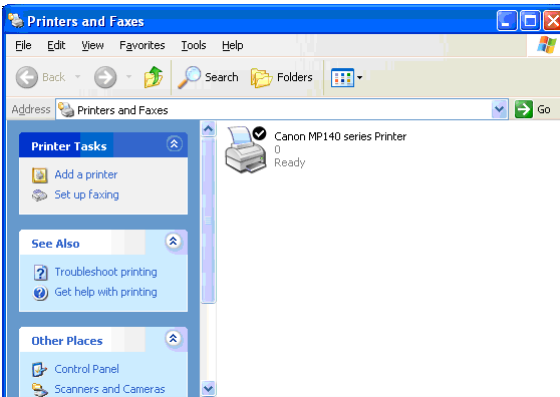 Printers and Faxes
File Edit View Favorites Tools Help
Back Search Folders
Address Printers and Faxes Go
Printer Tasks
Add a printer
Set up faxing
See Also
Troubleshoot printing
Get help with printing
Other Places
Control Panel
Scanners and Cameras
Canon MP140 series Printer
0
Ready